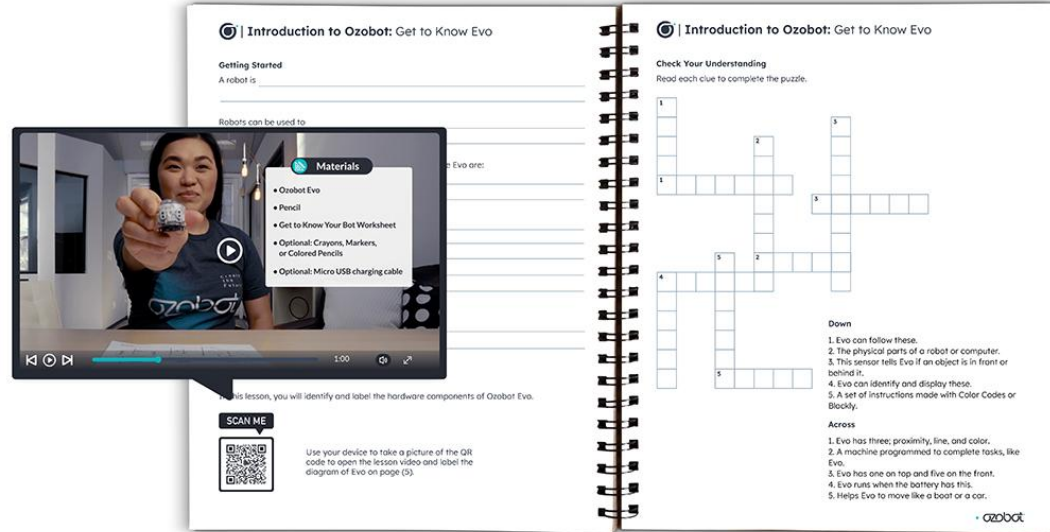 Introduction to Ozobot: Get to Know Evo
Getting Started
A robot is
Robots can be used to
e Evo are:
Materials
• Ozobot Evo
• Pencil
• Get to Know Your Bot Worksheet
• Optional: Crayons, Markers,
or Colored Pencils
• Optional: Micro USB charging cable
ozobot
1:00
his lesson, you will identify and label the hardware components of Ozobot Evo.
SCAN ME
Use your device to take a picture of the QR
code to open the lesson video and label the
diagram of Evo on page (5).
Introduction to Ozobot: Get to Know Evo
Check Your Understanding
Read each clue to complete the puzzle.
1
3
2
1
3
5
2
4
5
Down
1. Evo can follow these.
2. The physical parts of a robot or computer.
3. This sensor tells Evo if an object is in front or
behind it.
4. Evo can identify and display these.
5. A set of instructions made with Color Codes or
Blockly.
Across
1. Evo has three; proximity, line, and color.
2. A machine programmed to complete tasks, like
Evo.
3. Evo has one on top and five on the front.
4. Evo runs when the battery has this.
5. Helps Evo to move like a boat or a car.
ozobot